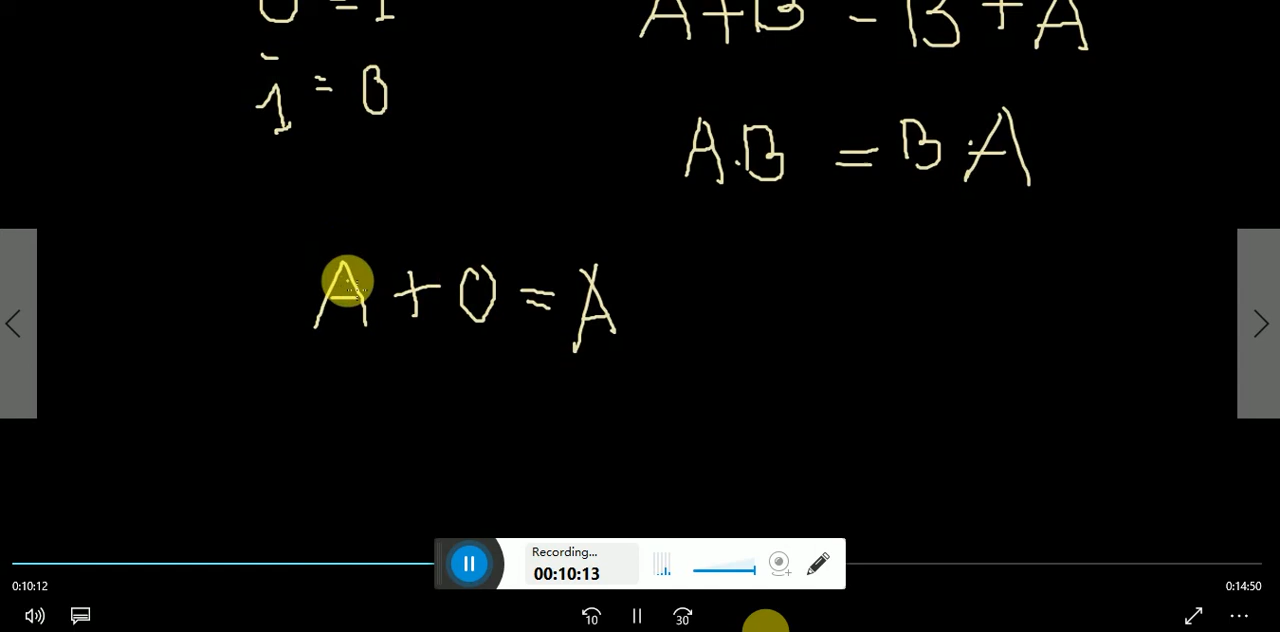 0 = 1
A+B = B+A
1̄ = 0
A.B = B.A
A + 0 = A
Recording...
00:10:13
0:10:12
0:14:50
10
30